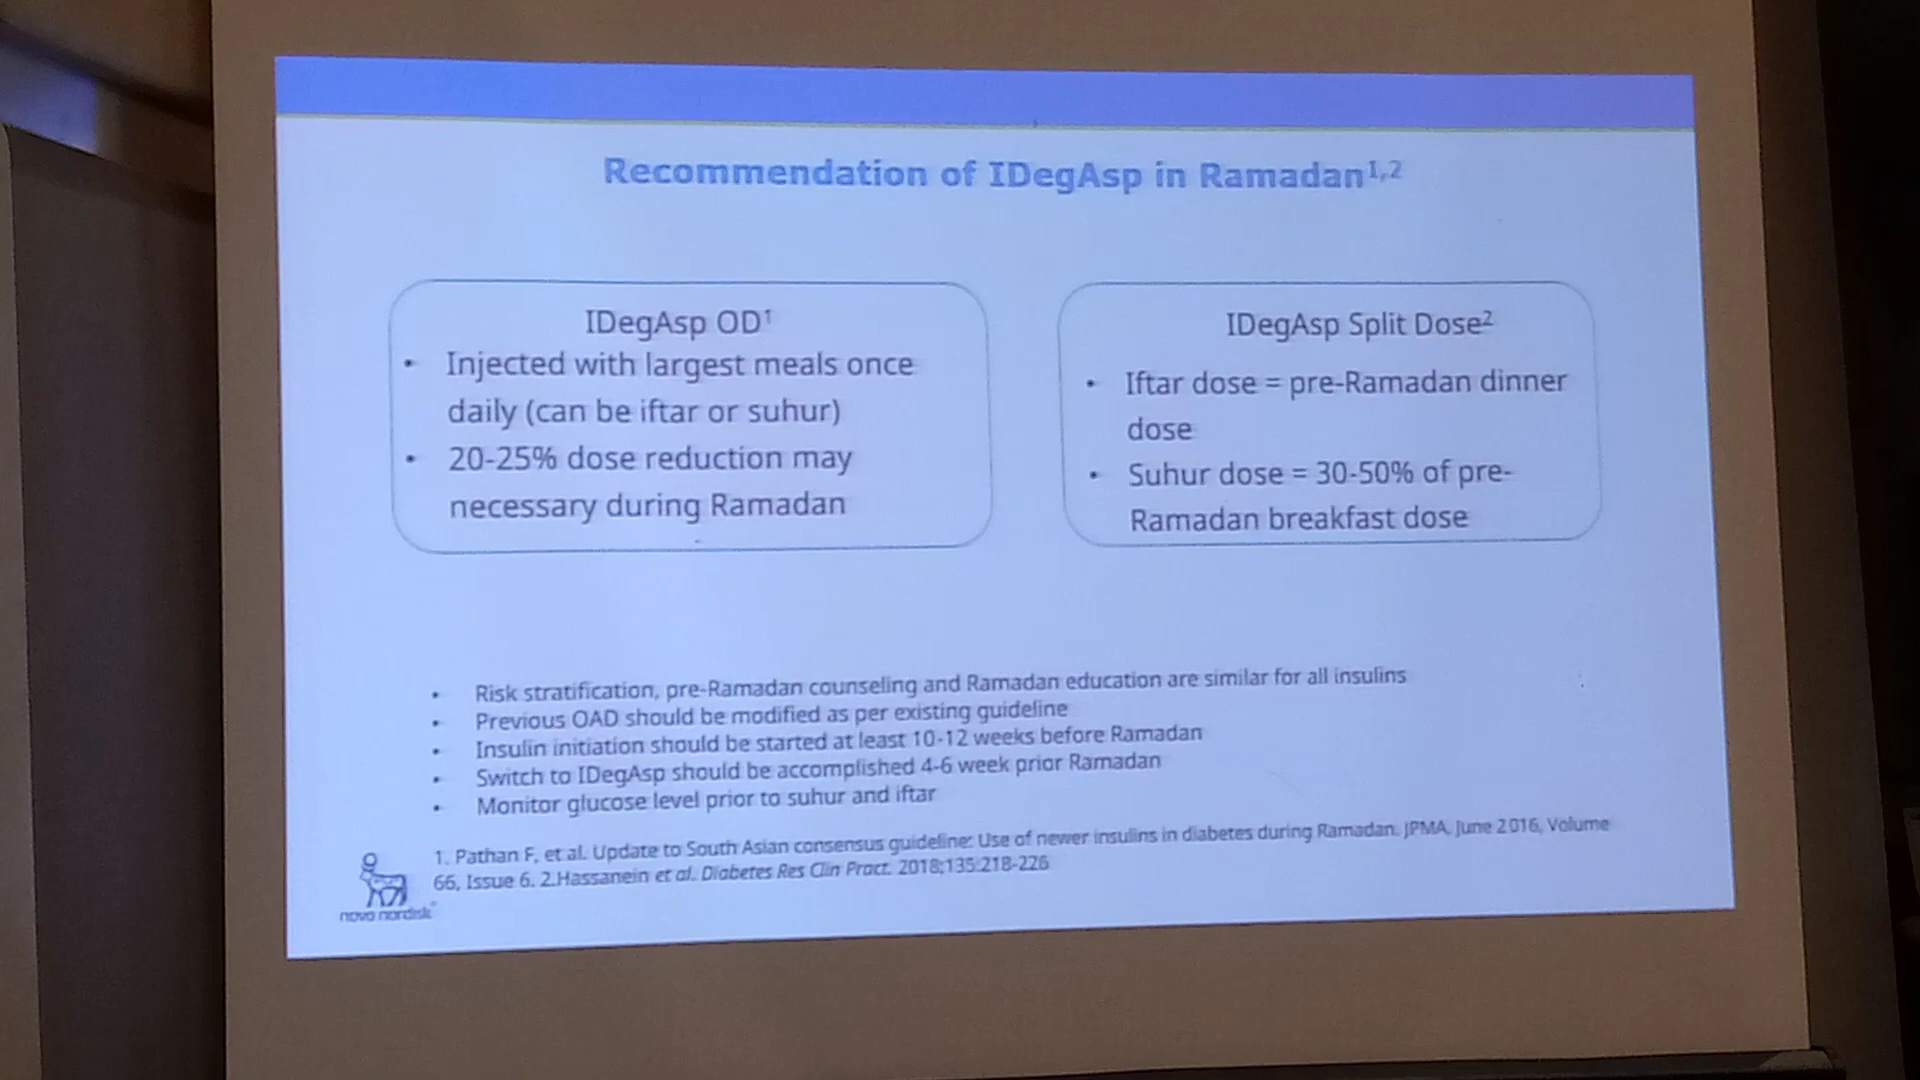 Recommendation of IDegAsp in Ramadan1,2
IDegAsp OD1
• Injected with largest meals once
daily (can be iftar or suhur)
• 20-25% dose reduction may
necessary during Ramadan
IDegAsp Split Dose2
• Iftar dose = pre-Ramadan dinner
dose
• Suhur dose = 30-50% of pre-
Ramadan breakfast dose
• Risk stratification, pre-Ramadan counseling and Ramadan education are similar for all insulins
• Previous OAD should be modified as per existing guideline
• Insulin initiation should be started at least 10-12 weeks before Ramadan
• Switch to IDegAsp should be accomplished 4-6 week prior Ramadan
• Monitor glucose level prior to suhur and iftar
1. Pathan F, et al. Update to South Asian consensus guideline: Use of newer insulins in diabetes during Ramadan. JPMA, June 2016, Volume
66, Issue 6. 2.Hassanein et al. Diabetes Res Clin Pract. 2018;135:218-226
novo nordisk